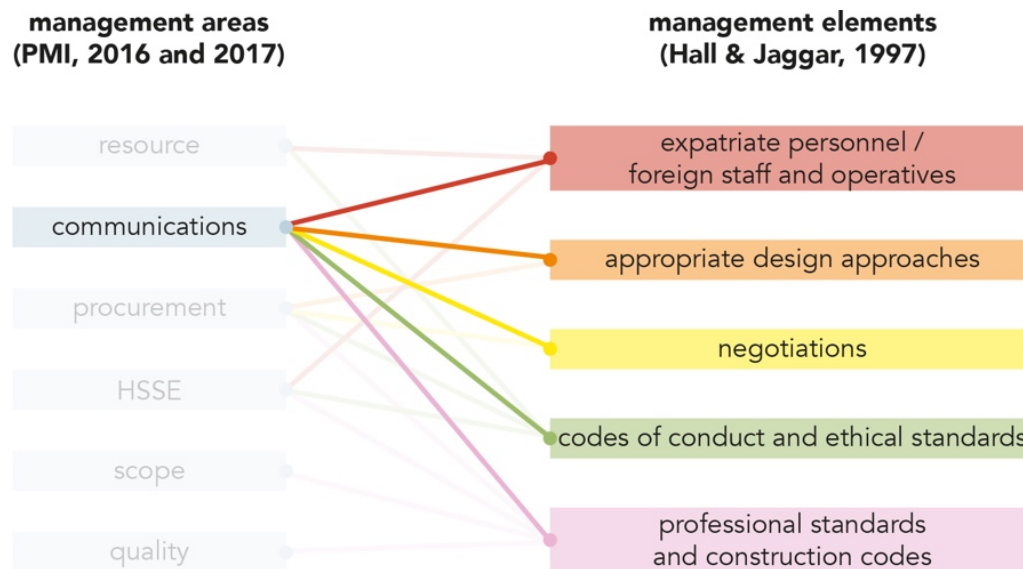 management areas
(PMI, 2016 and 2017)
resource
communications
procurement
HSSE
scope
quality
management elements
(Hall & Jaggar, 1997)
expatriate personnel /
foreign staff and operatives
appropriate design approaches
negotiations
codes of conduct and ethical standards
professional standards
and construction codes